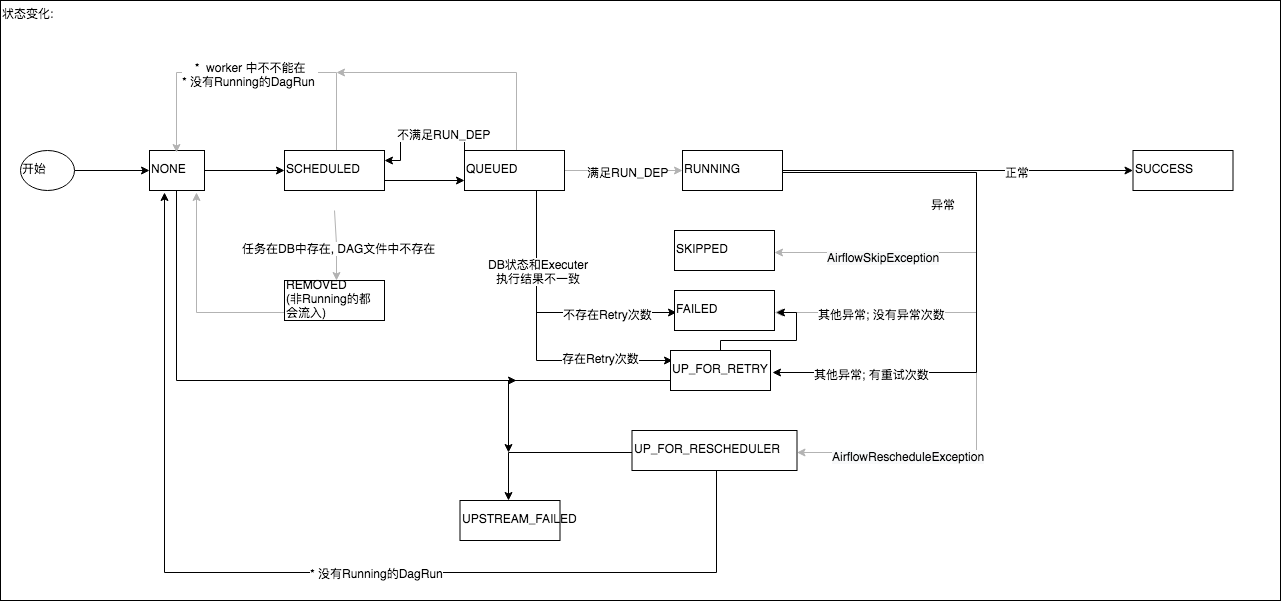 状态变化:
* worker 中不不能在
* 没有Running的DagRun
不满足RUN_DEP
开始
NONE
SCHEDULED
QUEUED
满足RUN_DEP
RUNNING
正常
SUCCESS
异常
任务在DB中存在, DAG文件中不存在
SKIPPED
AirflowSkipException
DB状态和Executer
执行结果不一致
REMOVED
(非Running的都
会流入)
不存在Retry次数
FAILED
其他异常; 没有异常次数
存在Retry次数
UP_FOR_RETRY
其他异常; 有重试次数
UP_FOR_RESCHEDULER
AirflowRescheduleException
UPSTREAM_FAILED
* 没有Running的DagRun